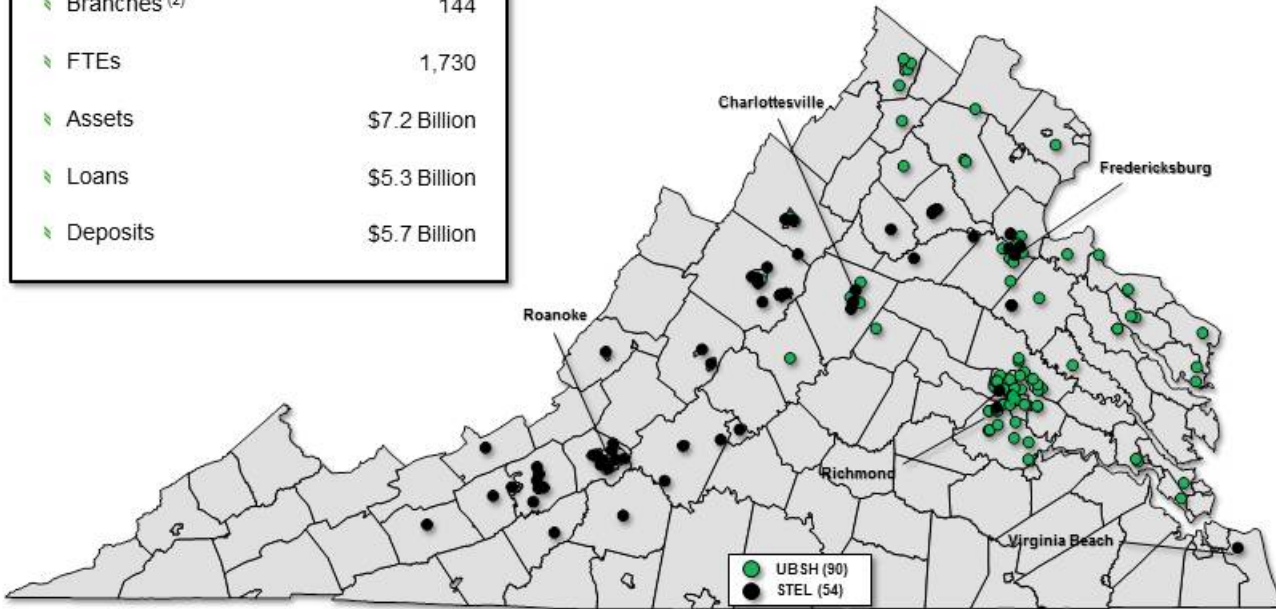 Branches (2) 144
FTEs 1,730
Assets $7.2 Billion
Loans $5.3 Billion
Deposits $5.7 Billion
Charlottesville
Fredericksburg
Roanoke
Richmond
Virginia Beach
UBSH (90)
STEL (54)